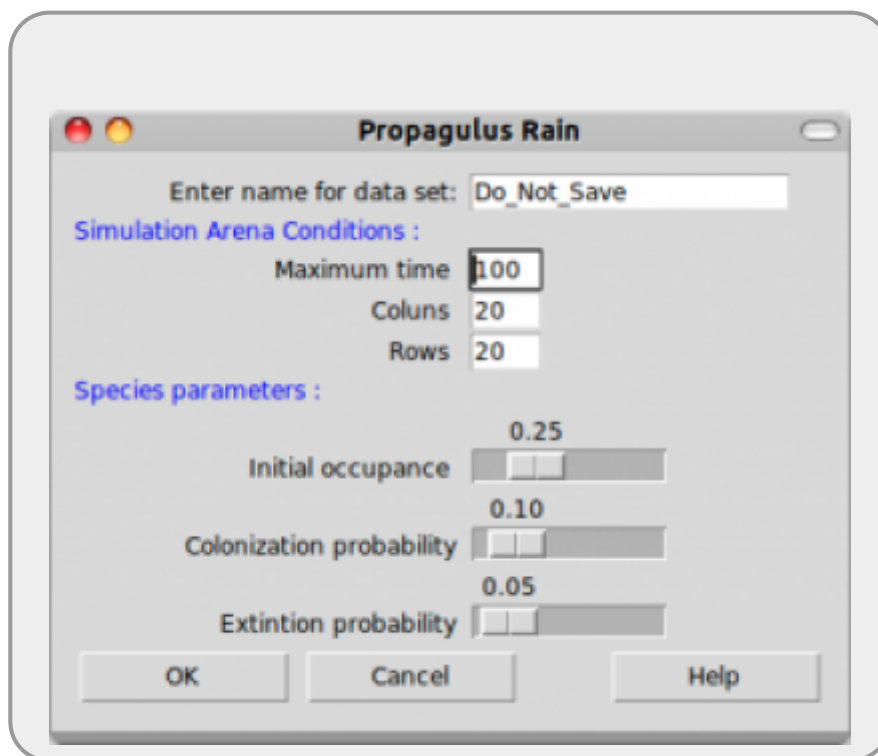 Propagulus Rain
Enter name for data set: Do_Not_Save
Simulation Arena Conditions :
Maximum time 100
Coluns 20
Rows 20
Species parameters :
0.25
Initial occupance
0.10
Colonization probability
0.05
Extintion probability
OK Cancel Help